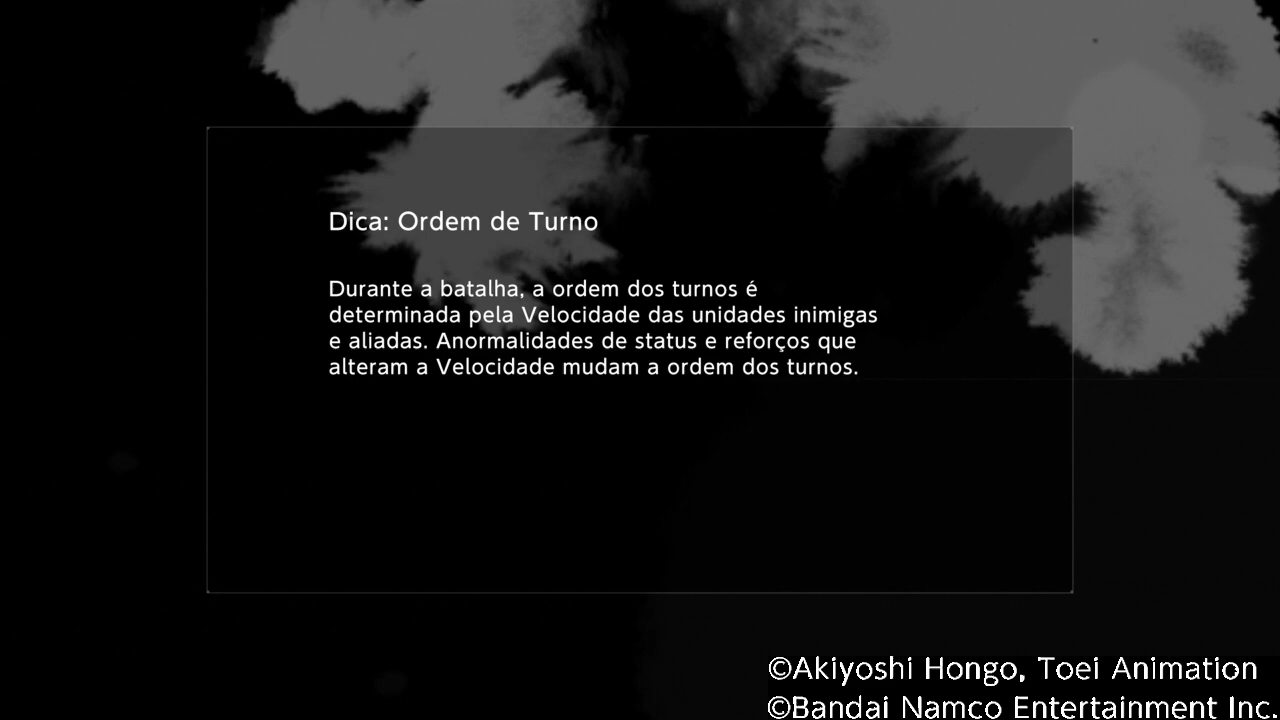 Dica: Ordem de Turno
Durante a batalha, a ordem dos turnos é
determinada pela Velocidade das unidades inimigas
e aliadas. Anormalidades de status e reforços que
alteram a Velocidade mudam a ordem dos turnos.
©Akiyoshi Hongo, Toei Animation
©Bandai Namco Entertainment Inc.